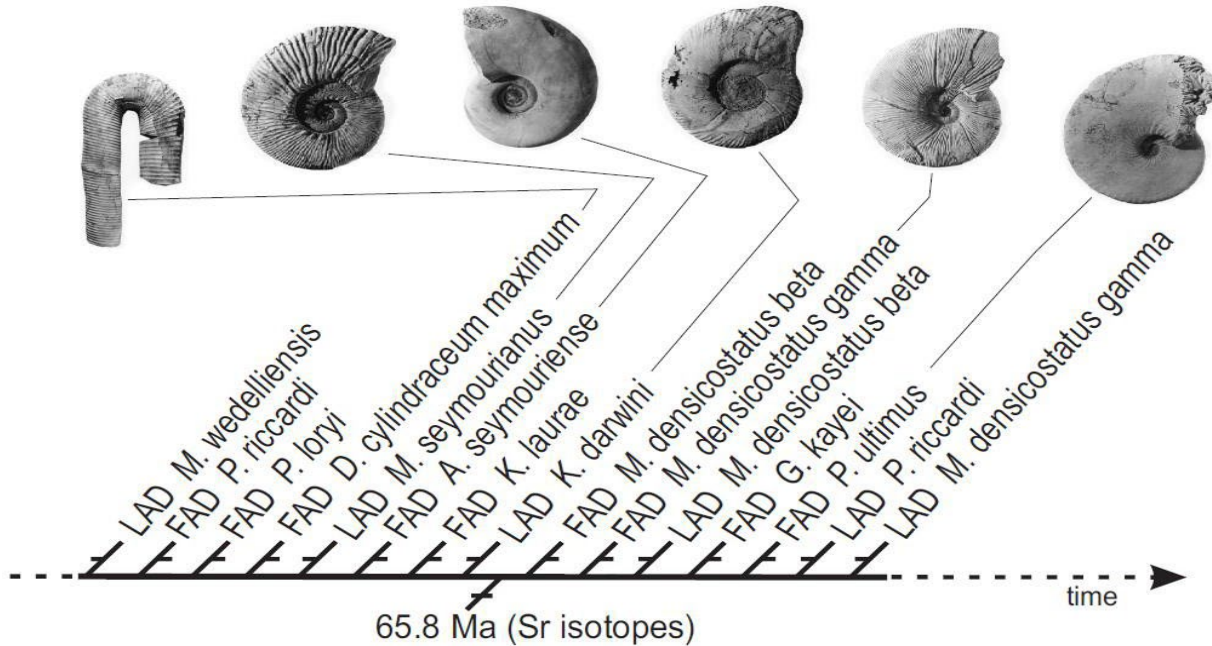 LAD M. wedelliensis
FAD P. riccardi
FAD P. loryi
FAD D. cylindraceum maximum
LAD M. seymourianus
FAD A. seymouriense
FAD K. laurae
LAD K. darwini
FAD M. densicostatus beta
FAD M. densicostatus gamma
LAD M. densicostatus beta
FAD G. kayei
FAD P. ultimus
LAD P. riccardi
LAD M. densicostatus gamma
time
65.8 Ma (Sr isotopes)